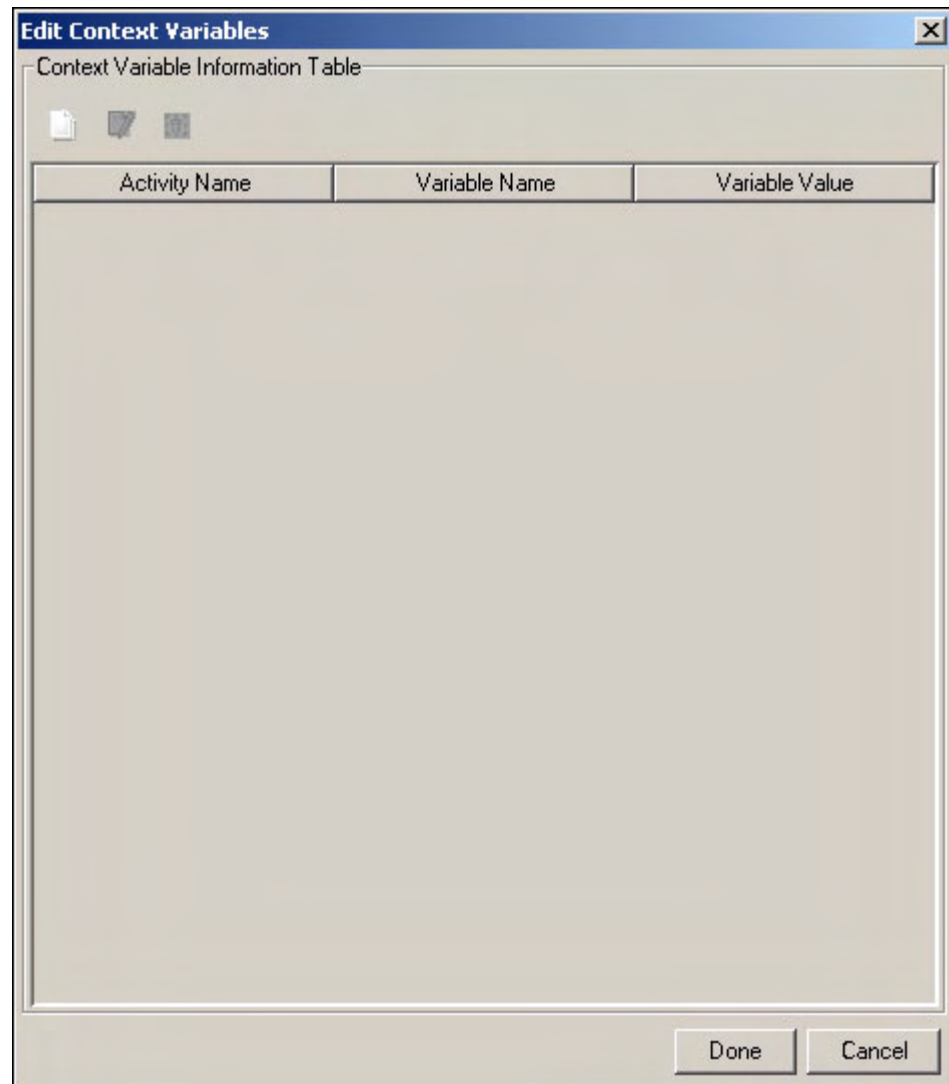 Edit Context Variables
Context Variable Information Table
Activity Name Variable Name Variable Value
Done Cancel